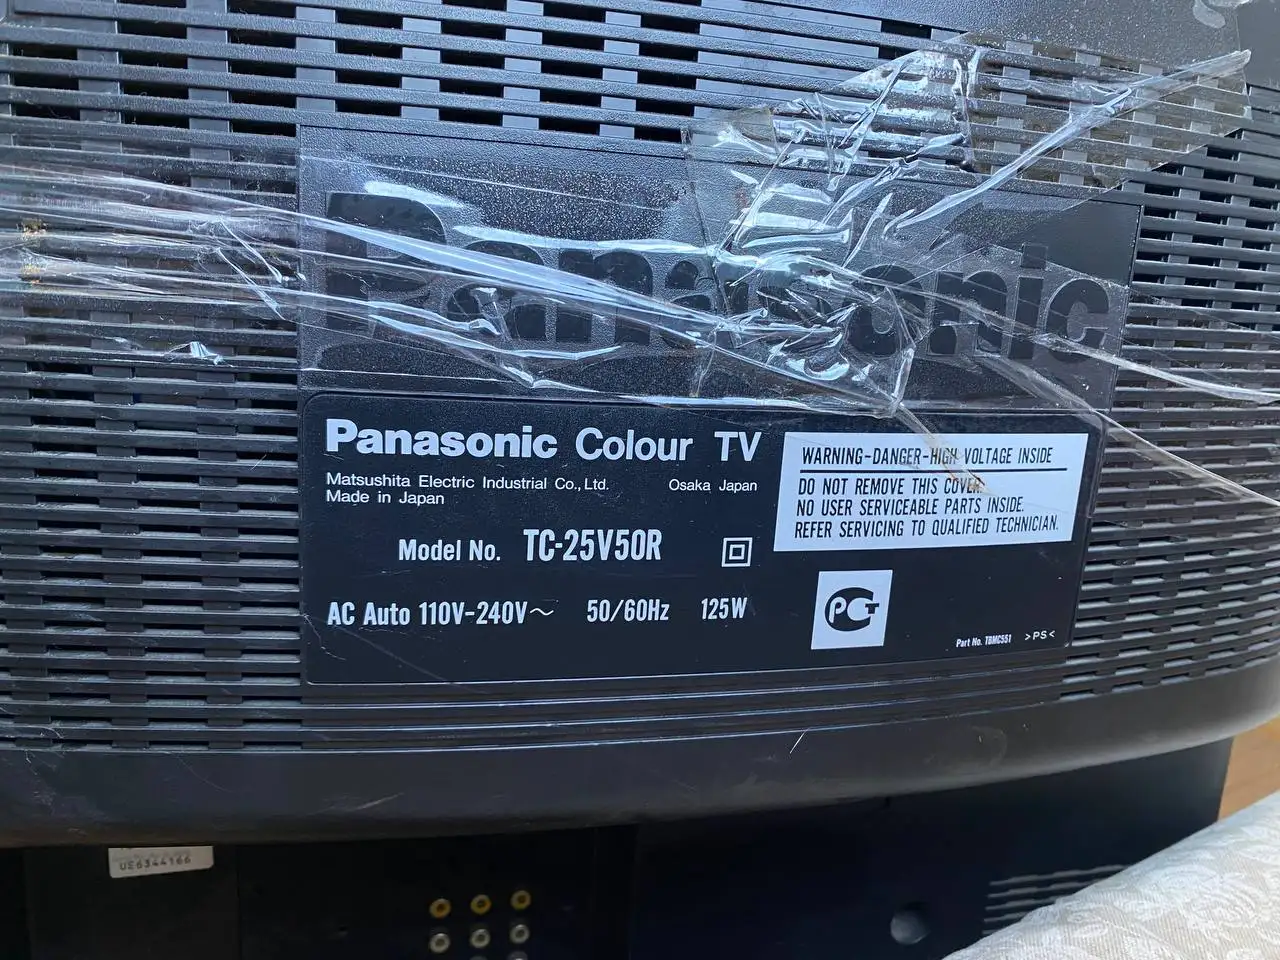 Panasonic
Panasonic Colour TV
Matsushita Electric Industrial Co., Ltd. Osaka Japan
Made in Japan
Model No. TC-25V50R
AC Auto 110V-240V~ 50/60Hz 125W
WARNING-DANGER-HIGH VOLTAGE INSIDE
DO NOT REMOVE THIS COVER.
NO USER SERVICEABLE PARTS INSIDE.
REFER SERVICING TO QUALIFIED TECHNICIAN.
РСТ
Part No. TBMC551 >PS<
UE6344166